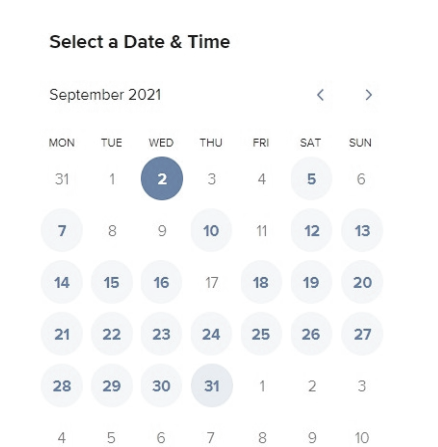 Select a Date & Time
September 2021
MON TUE WED THU FRI SAT SUN
31 1 2 3 4 5 6
7 8 9 10 11 12 13
14 15 16 17 18 19 20
21 22 23 24 25 26 27
28 29 30 31 1 2 3
4 5 6 7 8 9 10